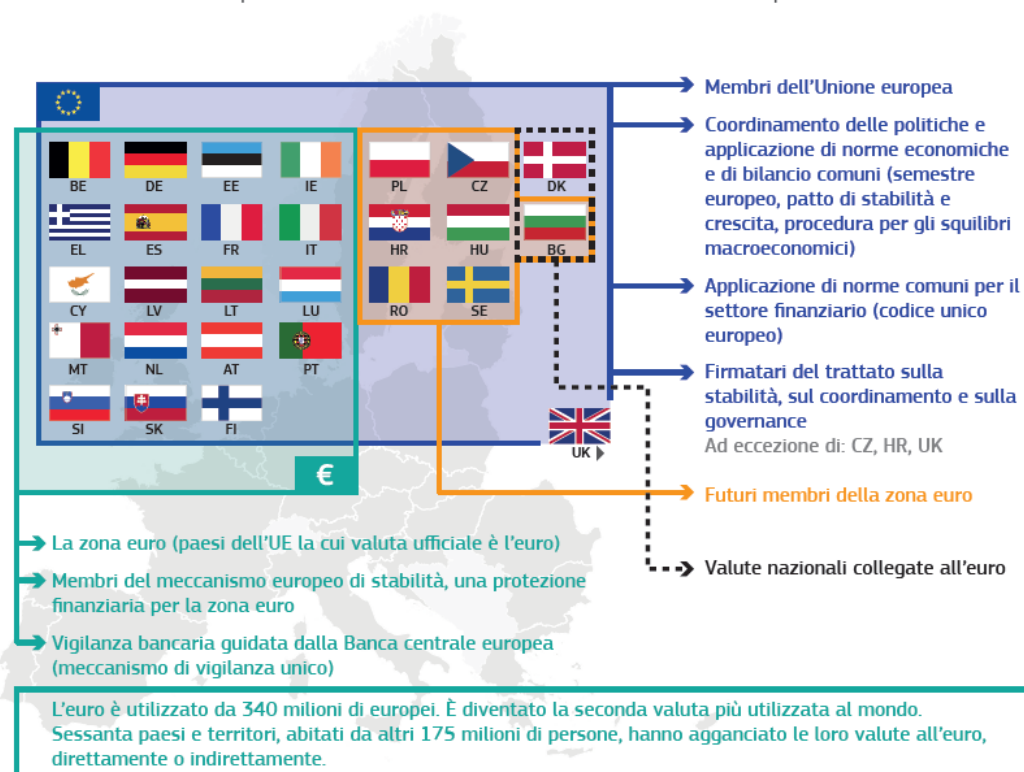 Membri dell'Unione europea
Coordinamento delle politiche e
applicazione di norme economiche
e di bilancio comuni (semestre
europeo, patto di stabilità e
crescita, procedura per gli squilibri
macroeconomici)
Applicazione di norme comuni per il
settore finanziario (codice unico
europeo)
Firmatari del trattato sulla
stabilità, sul coordinamento e sulla
governance
Ad eccezione di: CZ, HR, UK
Futuri membri della zona euro
Valute nazionali collegate all'euro
BE DE EE IE PL CZ DK
EL ES FR IT HR HU BG
CY LV LT LU RO SE
MT NL AT PT
SI SK FI
UK
€
La zona euro (paesi dell'UE la cui valuta ufficiale è l'euro)
Membri del meccanismo europeo di stabilità, una protezione
finanziaria per la zona euro
Vigilanza bancaria guidata dalla Banca centrale europea
(meccanismo di vigilanza unico)
L'euro è utilizzato da 340 milioni di europei. È diventato la seconda valuta più utilizzata al mondo.
Sessanta paesi e territori, abitati da altri 175 milioni di persone, hanno agganciato le loro valute all'euro,
direttamente o indirettamente.